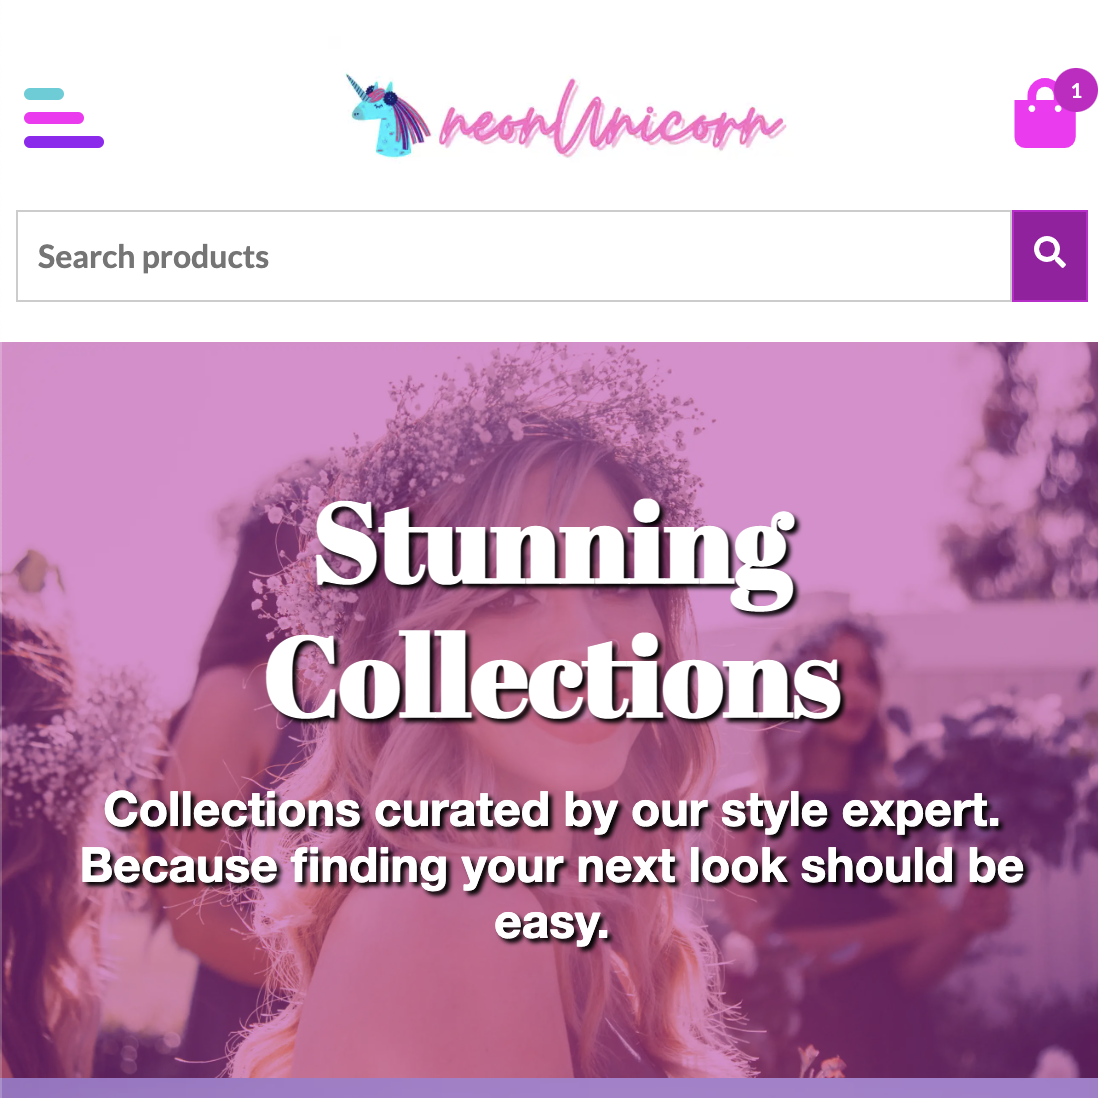 neonUnicorn
1
Search products
Stunning
Collections
Collections curated by our style expert.
Because finding your next look should be
easy.